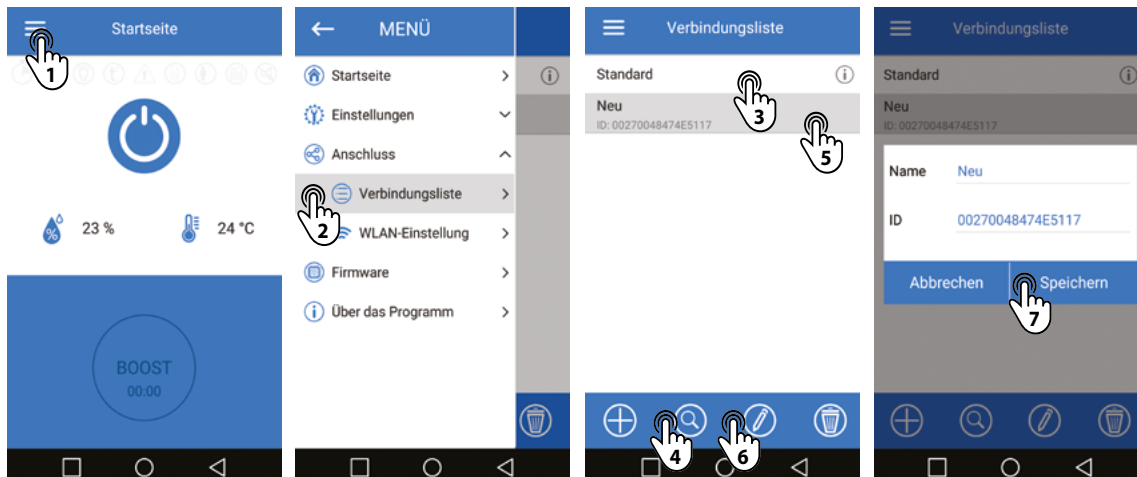 Startseite
1
23 %
24 °C
BOOST
00:00
MENÜ
Startseite
Einstellungen
Anschluss
Verbindungsliste
2
WLAN-Einstellung
Firmware
Über das Programm
Verbindungsliste
Standard
3
Neu
ID: 00270048474E5117
5
4
6
Verbindungsliste
Standard
Neu
ID: 00270048474E5117
Name Neu
ID 00270048474E5117
Abbrechen Speichern
7